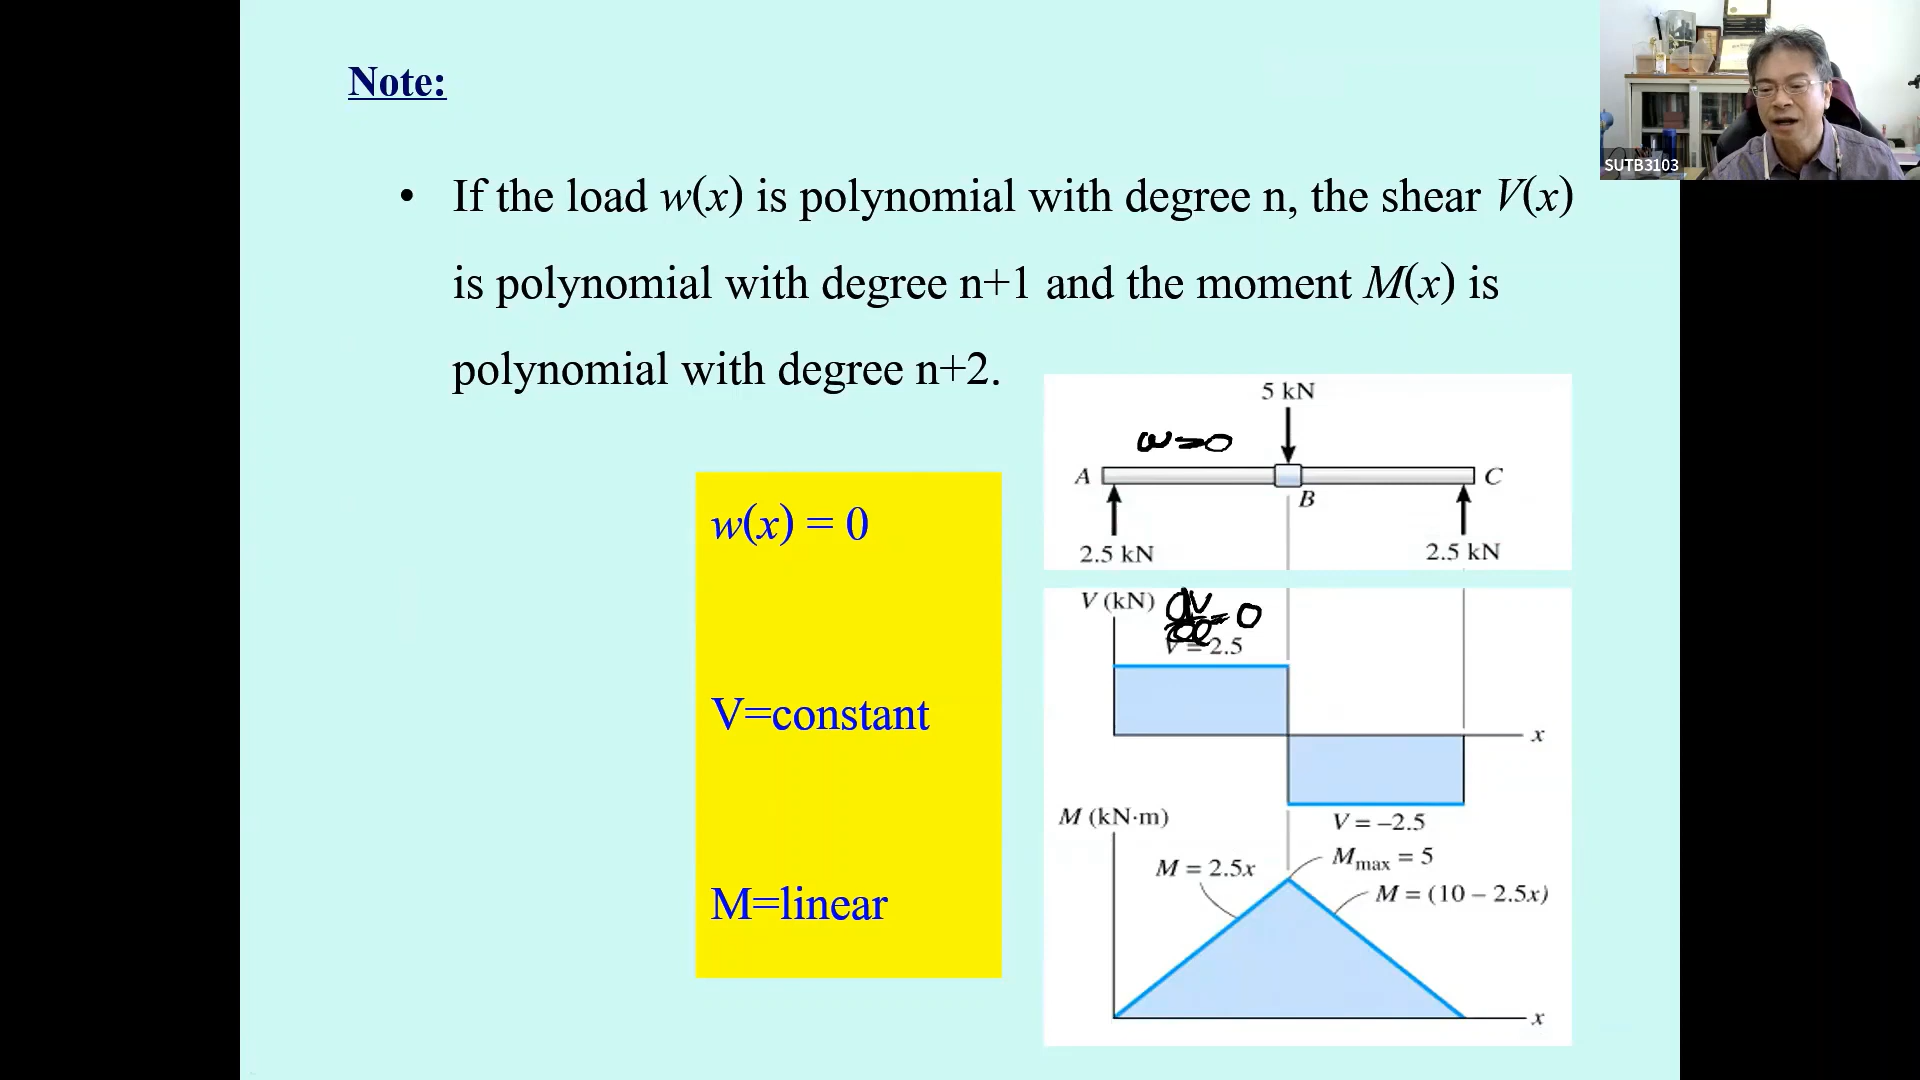 Note:
• If the load w(x) is polynomial with degree n, the shear V(x)
is polynomial with degree n+1 and the moment M(x) is
polynomial with degree n+2.
w(x) = 0
V=constant
M=linear
5 kN
w=0
A
C
B
2.5 kN
2.5 kN
V (kN)
dv/dx=0
V = 2.5
x
V = –2.5
M (kN·m)
Mmax = 5
M = 2.5x
M = (10 – 2.5x)
x
SUTB3103